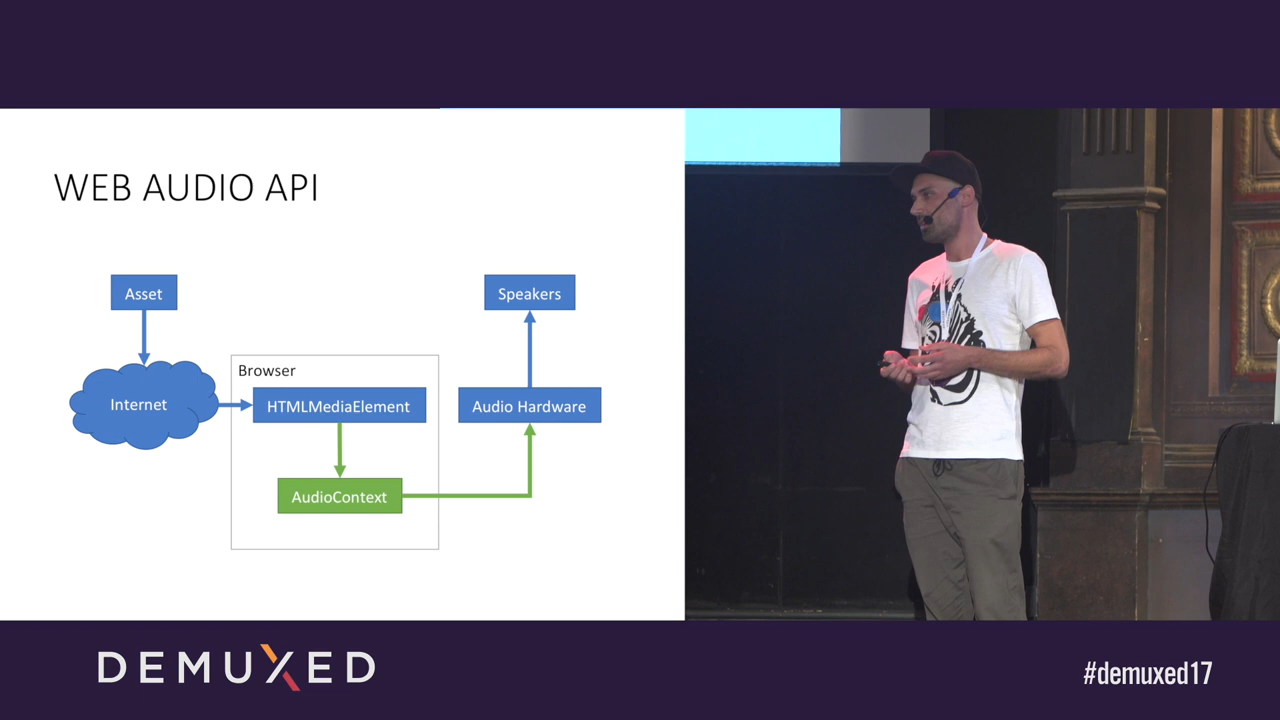 WEB AUDIO API
Asset
Speakers
Browser
Internet
HTMLMediaElement
Audio Hardware
AudioContext
DEMUXED
#demuxed17